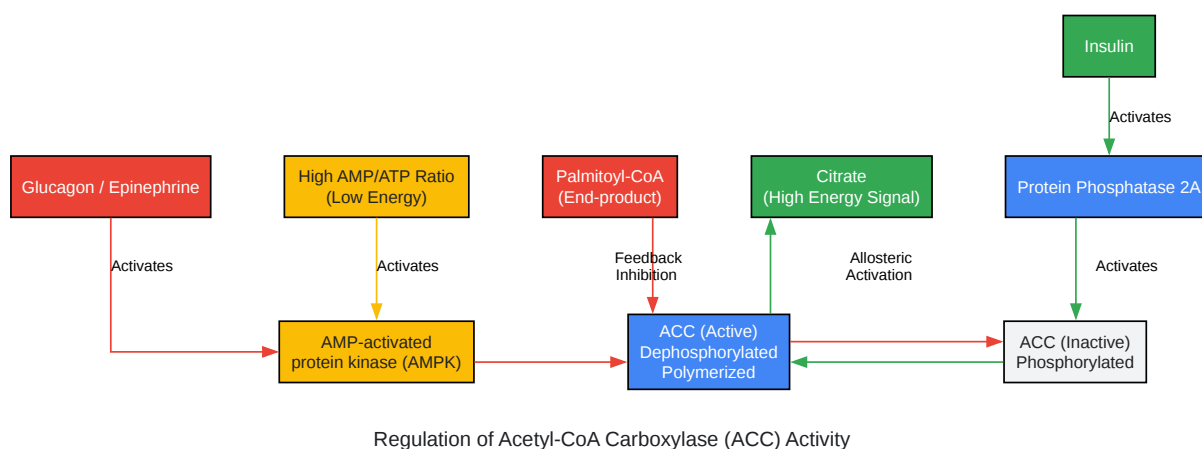 Insulin
Activates
Glucagon / Epinephrine
High AMP/ATP Ratio
(Low Energy)
Palmitoyl-CoA
(End-product)
Citrate
(High Energy Signal)
Protein Phosphatase 2A
Activates
Activates
Feedback
Inhibition
Allosteric
Activation
Activates
AMP-activated
protein kinase (AMPK)
ACC (Active)
Dephosphorylated
Polymerized
ACC (Inactive)
Phosphorylated
Regulation of Acetyl-CoA Carboxylase (ACC) Activity